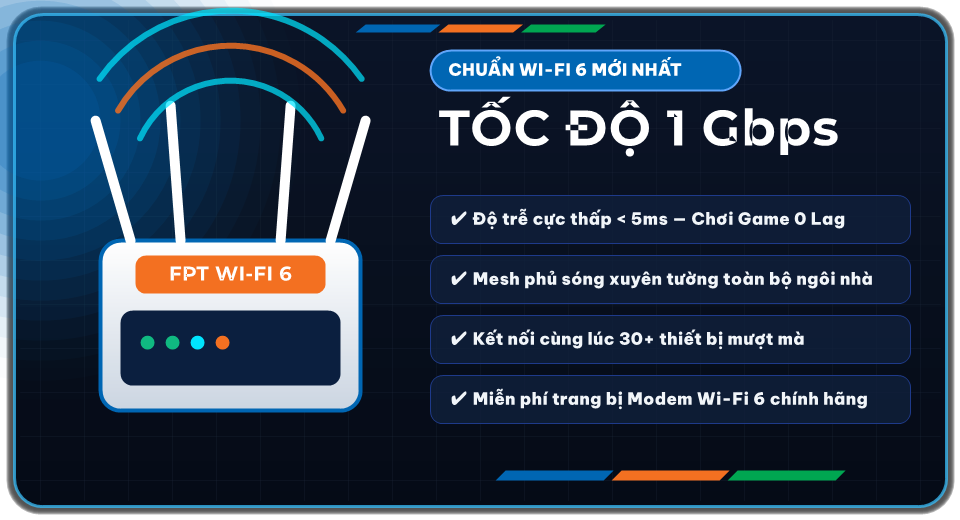 CHUẨN WI-FI 6 MỚI NHẤT
TỐC ĐỘ 1 Gbps
FPT WI-FI 6
✔ Độ trễ cực thấp < 5ms — Chơi Game 0 Lag
✔ Mesh phủ sóng xuyên tường toàn bộ ngôi nhà
✔ Kết nối cùng lúc 30+ thiết bị mượt mà
✔ Miễn phí trang bị Modem Wi-Fi 6 chính hãng